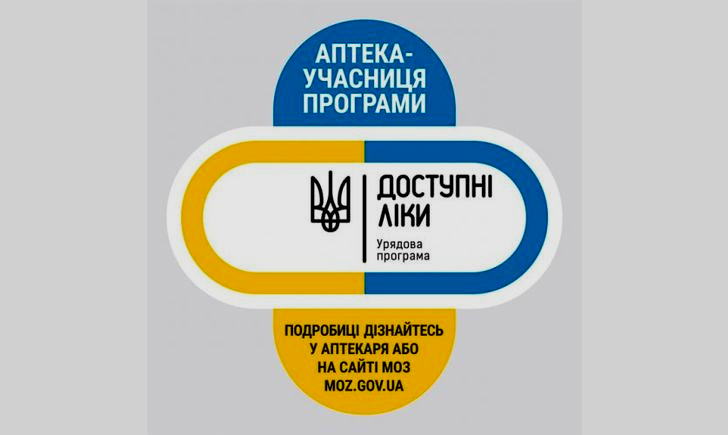 АПТЕКА-
УЧАСНИЦЯ
ПРОГРАМИ
ДОСТУПНІ
ЛІКИ
Урядова
програма
ПОДРОБИЦІ ДІЗНАЙТЕСЬ
У АПТЕКАРЯ АБО
НА САЙТІ МОЗ
MOZ.GOV.UA